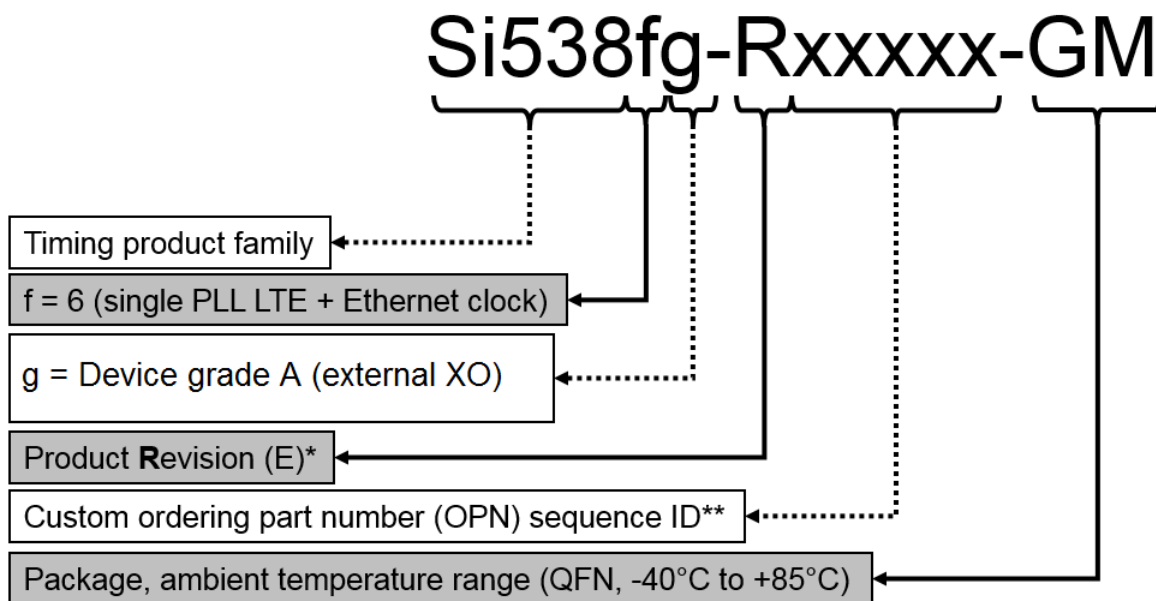 Si538fg-Rxxxxx-GM
Timing product family
f = 6 (single PLL LTE + Ethernet clock)
g = Device grade A (external XO)
Product Revision (E)*
Custom ordering part number (OPN) sequence ID**
Package, ambient temperature range (QFN, -40°C to +85°C)